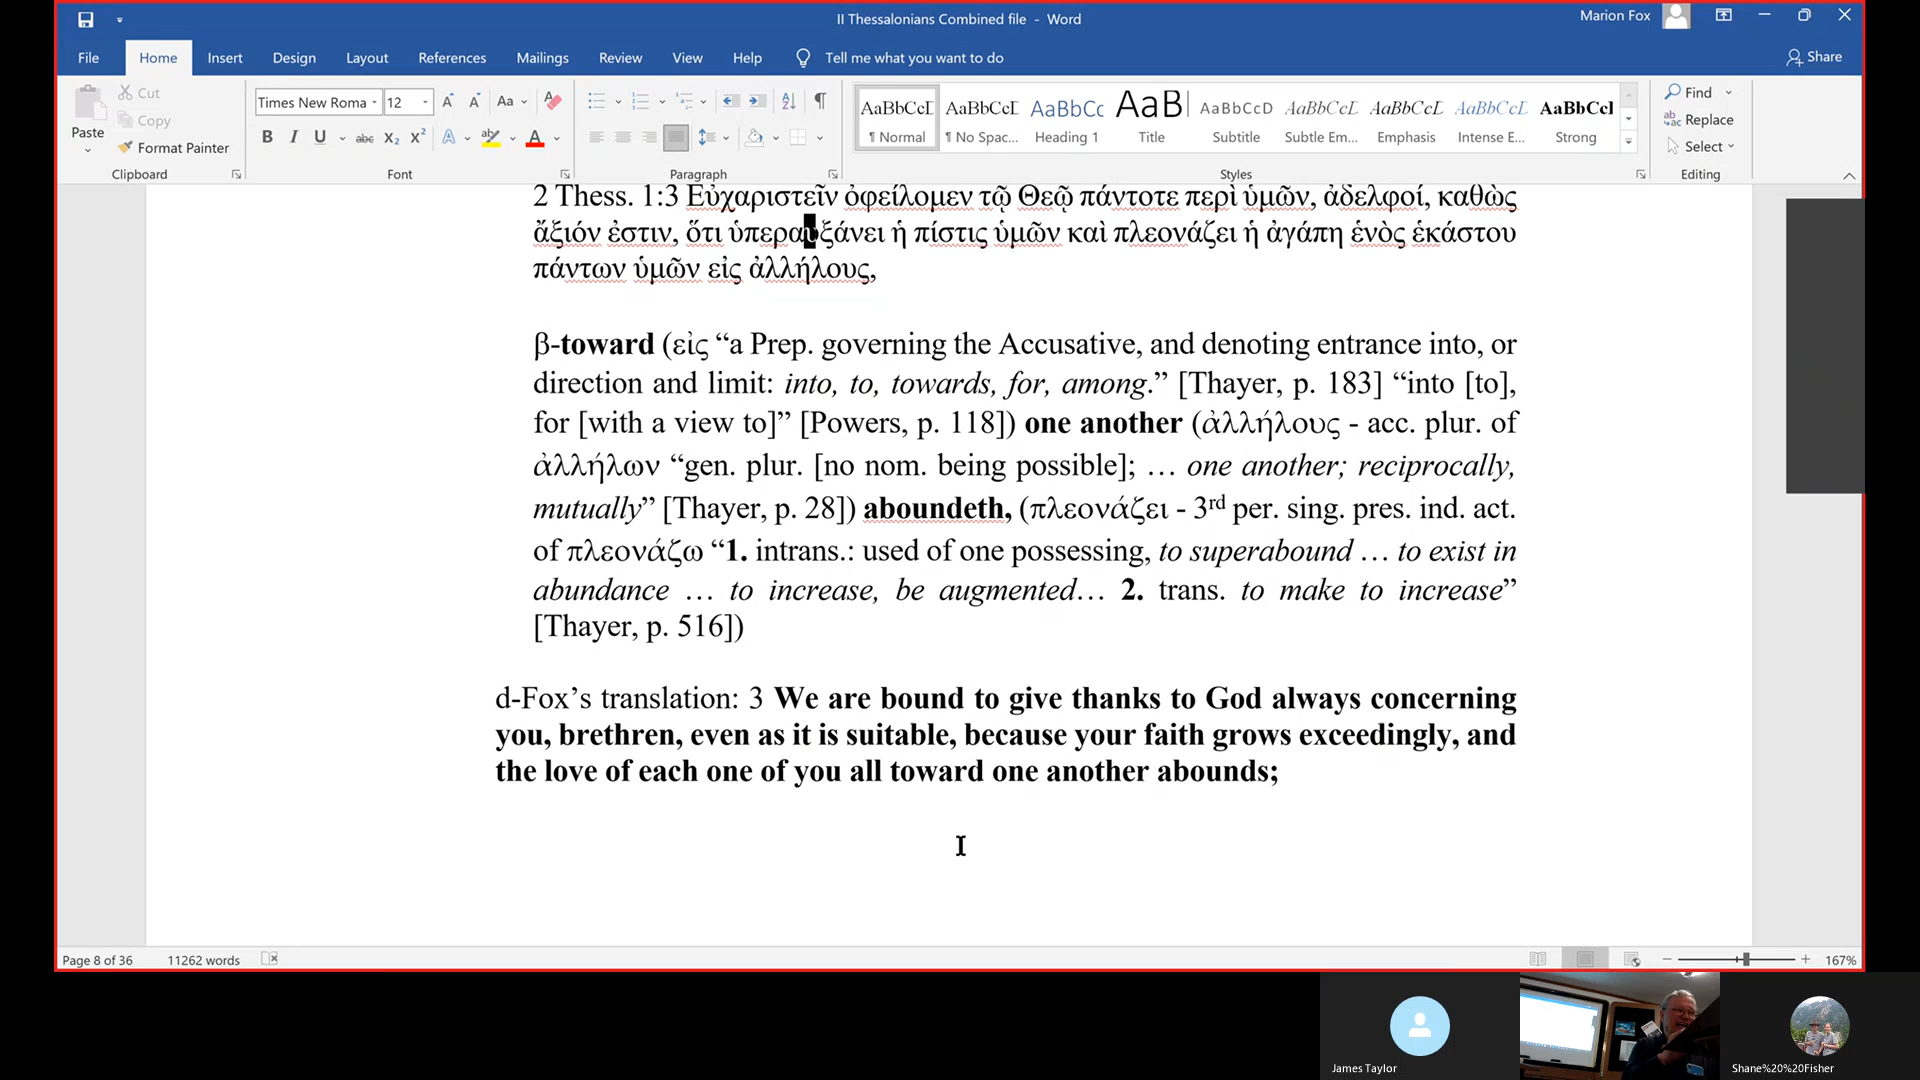 II Thessalonians Combined file - Word
Marion Fox
File Home Insert Design Layout References Mailings Review View Help Tell me what you want to do Share
Paste Cut Copy Format Painter Clipboard
Times New Roma 12 Aa
B I U abc X₂ X² A A Font
Paragraph
AaBbCcD ¶ Normal
AaBbCcD ¶ No Spac...
AaBbCc Heading 1
AaB Title
AaBbCcD Subtitle
AaBbCcD Subtle Em...
AaBbCcD Emphasis
AaBbCcD Intense E...
AaBbCcl Strong
Styles
Find Replace Select Editing
2 Thess. 1:3 Εὐχαριστεῖν ὀφείλομεν τῷ Θεῷ πάντοτε περὶ ὑμῶν, ἀδελφοί, καθὼς
ἄξιόν ἐστιν, ὅτι ὑπεραυξάνει ἡ πίστις ὑμῶν καὶ πλεονάζει ἡ ἀγάπη ἑνὸς ἑκάστου
πάντων ὑμῶν εἰς ἀλλήλους,
β-toward (εἰς “a Prep. governing the Accusative, and denoting entrance into, or
direction and limit: into, to, towards, for, among.” [Thayer, p. 183] “into [to],
for [with a view to]” [Powers, p. 118]) one another (ἀλλήλους - acc. plur. of
ἀλλήλων “gen. plur. [no nom. being possible]; … one another; reciprocally,
mutually” [Thayer, p. 28]) aboundeth, (πλεονάζει - 3rd per. sing. pres. ind. act.
of πλεονάζω “1. intrans.: used of one possessing, to superabound … to exist in
abundance … to increase, be augmented… 2. trans. to make to increase”
[Thayer, p. 516])
d-Fox’s translation: 3 We are bound to give thanks to God always concerning
you, brethren, even as it is suitable, because your faith grows exceedingly, and
the love of each one of you all toward one another abounds;
Page 8 of 36 11262 words 167%
James Taylor
Shane%20%20Fisher